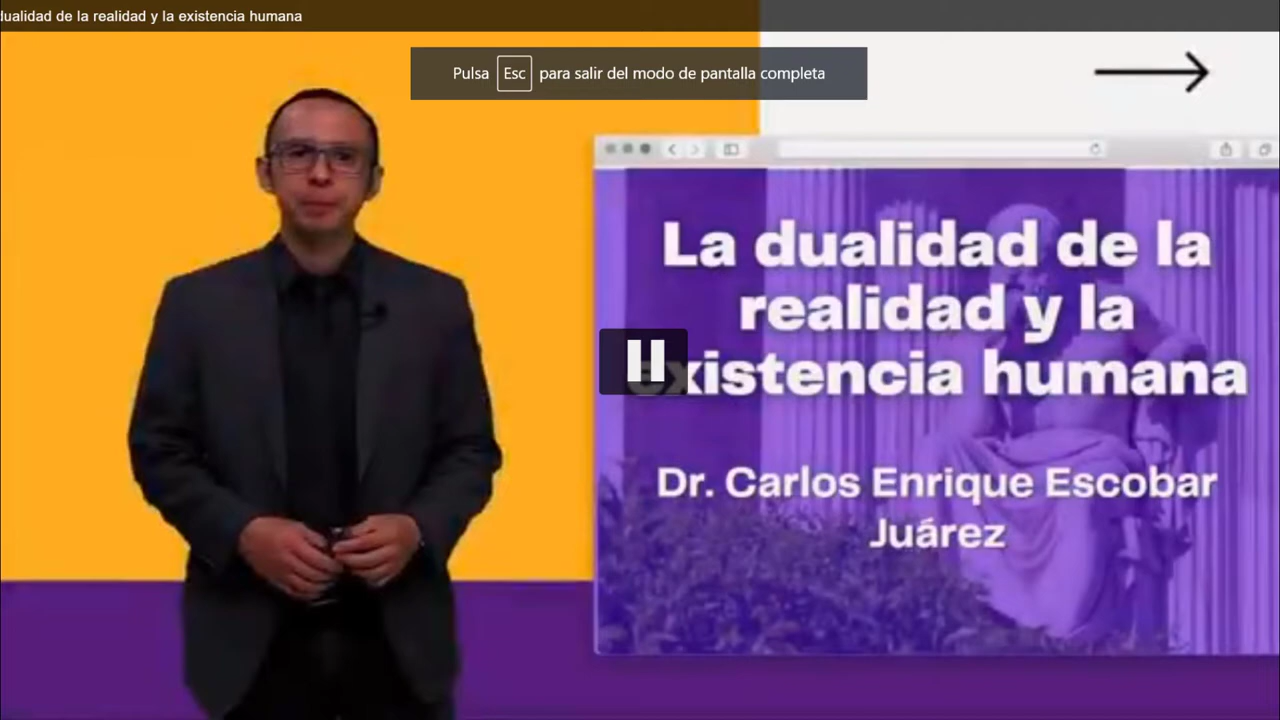 dualidad de la realidad y la existencia humana
Pulsa Esc para salir del modo de pantalla completa
La dualidad de la
realidad y la
existencia humana
Dr. Carlos Enrique Escobar
Juárez